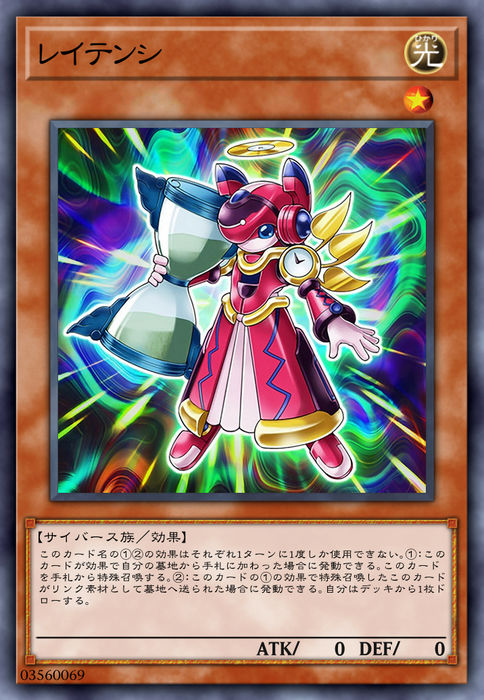 レイテンシ
ひかり
光
【サイバース族／効果】
このカード名の①②の効果はそれぞれ1ターンに1度しか使用できない。①：この
カードが効果で自分の墓地から手札に加わった場合に発動できる。このカード
を手札から特殊召喚する。②：このカードの①の効果で特殊召喚したこのカード
がリンク素材として墓地へ送られた場合に発動できる。自分はデッキから1枚ド
ローする。
ATK/ 0 DEF/ 0
03560069